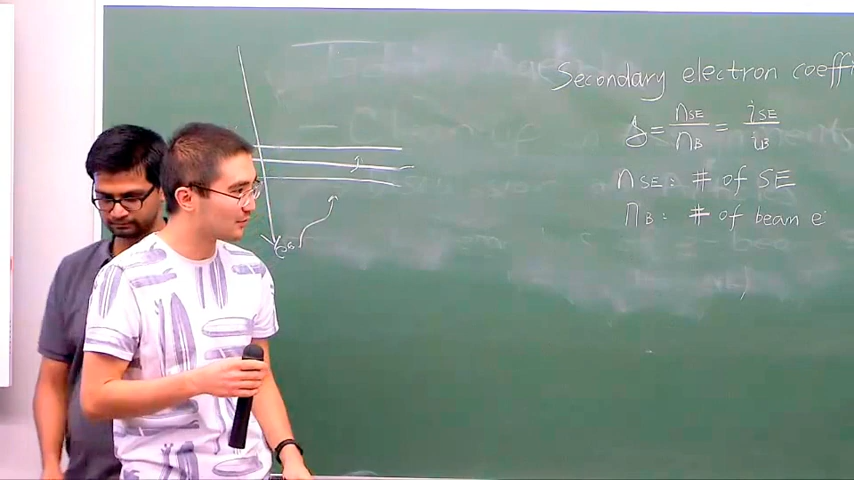 Secondary electron coeffi
δ = nSE / nB = iSE / iB
nSE : # of SE
nB : # of beam e⁻